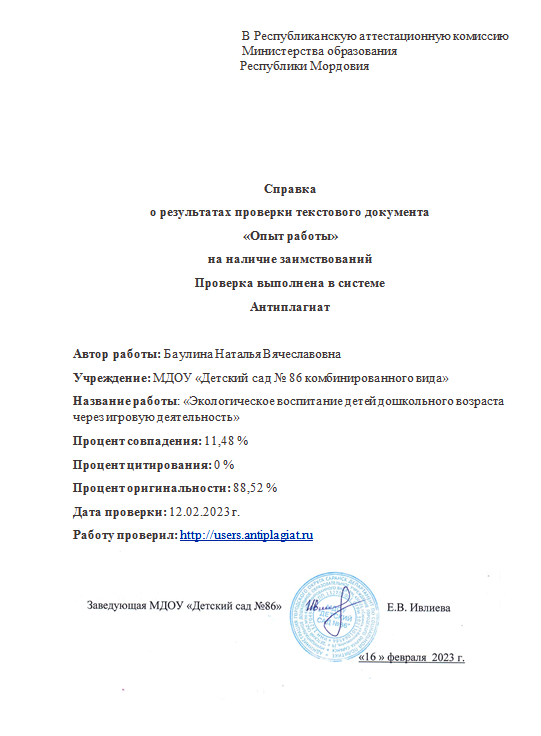 В Республиканскую аттестационную комиссию
Министерства образования
Республики Мордовия
Справка
о результатах проверки текстового документа
«Опыт работы»
на наличие заимствований
Проверка выполнена в системе
Антиплагиат
Автор работы: Баулина Наталья Вячеславовна
Учреждение: МДОУ «Детский сад № 86 комбинированного вида»
Название работы: «Экологическое воспитание детей дошкольного возраста
через игровую деятельность»
Процент совпадения: 11,48 %
Процент цитирования: 0 %
Процент оригинальности: 88,52 %
Дата проверки: 12.02.2023 г.
Работу проверил: http://users.antiplagiat.ru
Заведующая МДОУ «Детский сад №86» Е.В. Ивлиева
ДЕТСКИЙ
«16 » февраля 2023 г.